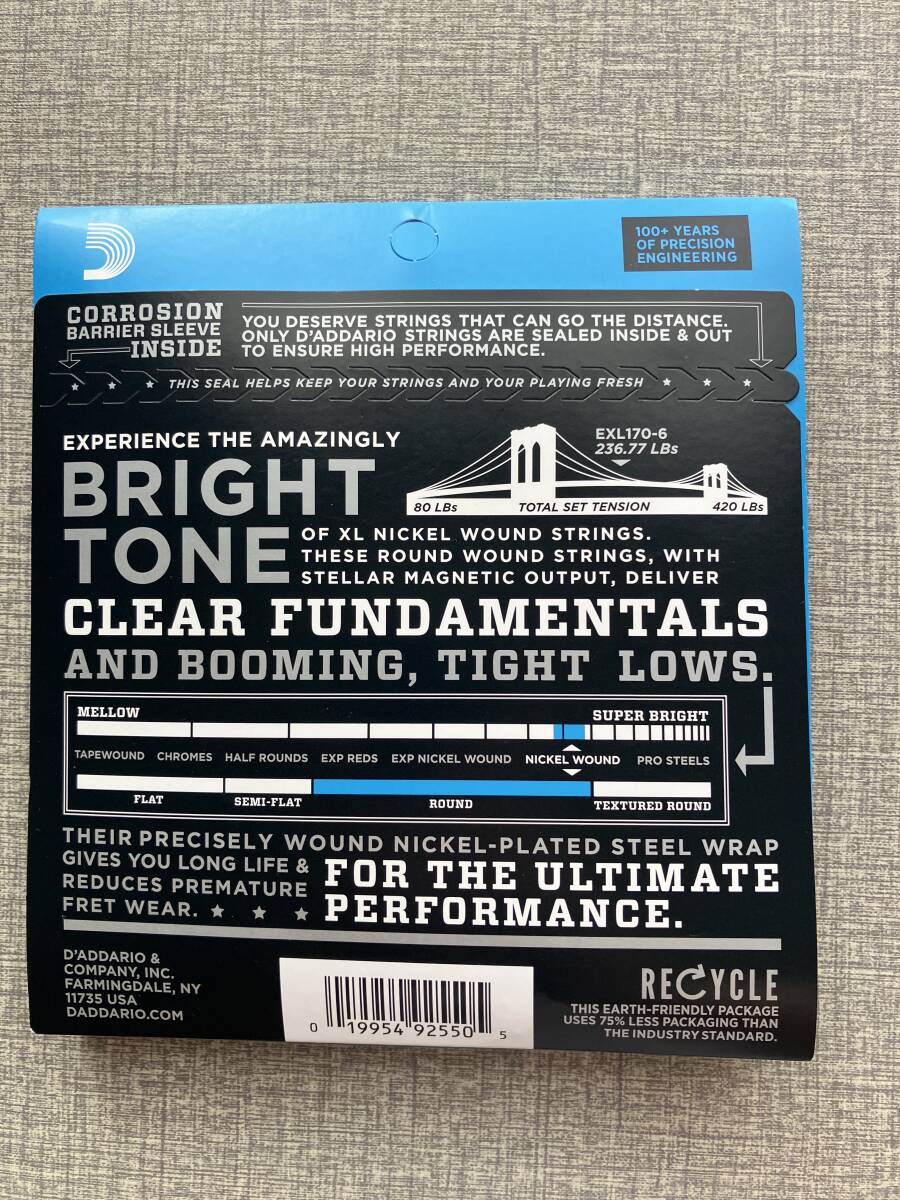 100+ YEARS
OF PRECISION
ENGINEERING
CORROSION
BARRIER SLEEVE
INSIDE
YOU DESERVE STRINGS THAT CAN GO THE DISTANCE.
ONLY D'ADDARIO STRINGS ARE SEALED INSIDE & OUT
TO ENSURE HIGH PERFORMANCE.
THIS SEAL HELPS KEEP YOUR STRINGS AND YOUR PLAYING FRESH
EXPERIENCE THE AMAZINGLY
BRIGHT
TONE
EXL170-6
236.77 LBs
80 LBs TOTAL SET TENSION 420 LBs
OF XL NICKEL WOUND STRINGS.
THESE ROUND WOUND STRINGS, WITH
STELLAR MAGNETIC OUTPUT, DELIVER
CLEAR FUNDAMENTALS
AND BOOMING, TIGHT LOWS.
MELLOW SUPER BRIGHT
TAPEWOUND CHROMES HALF ROUNDS EXP REDS EXP NICKEL WOUND NICKEL WOUND PRO STEELS
FLAT SEMI-FLAT ROUND TEXTURED ROUND
THEIR PRECISELY WOUND NICKEL-PLATED STEEL WRAP
GIVES YOU LONG LIFE &
REDUCES PREMATURE
FRET WEAR.
FOR THE ULTIMATE
PERFORMANCE.
D'ADDARIO &
COMPANY, INC.
FARMINGDALE, NY
11735 USA
DADDARIO.COM
0 19954 92550 5
RECYCLE
THIS EARTH-FRIENDLY PACKAGE
USES 75% LESS PACKAGING THAN
THE INDUSTRY STANDARD.